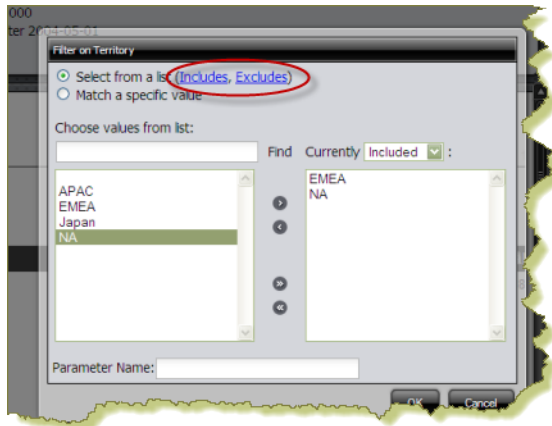 000
ter 2004-05-01
Filter on Territory
Select from a list (Includes, Excludes)
Match a specific value
Choose values from list:
Find Currently Included :
APAC
EMEA
Japan
NA
EMEA
NA
Parameter Name:
OK Cancel